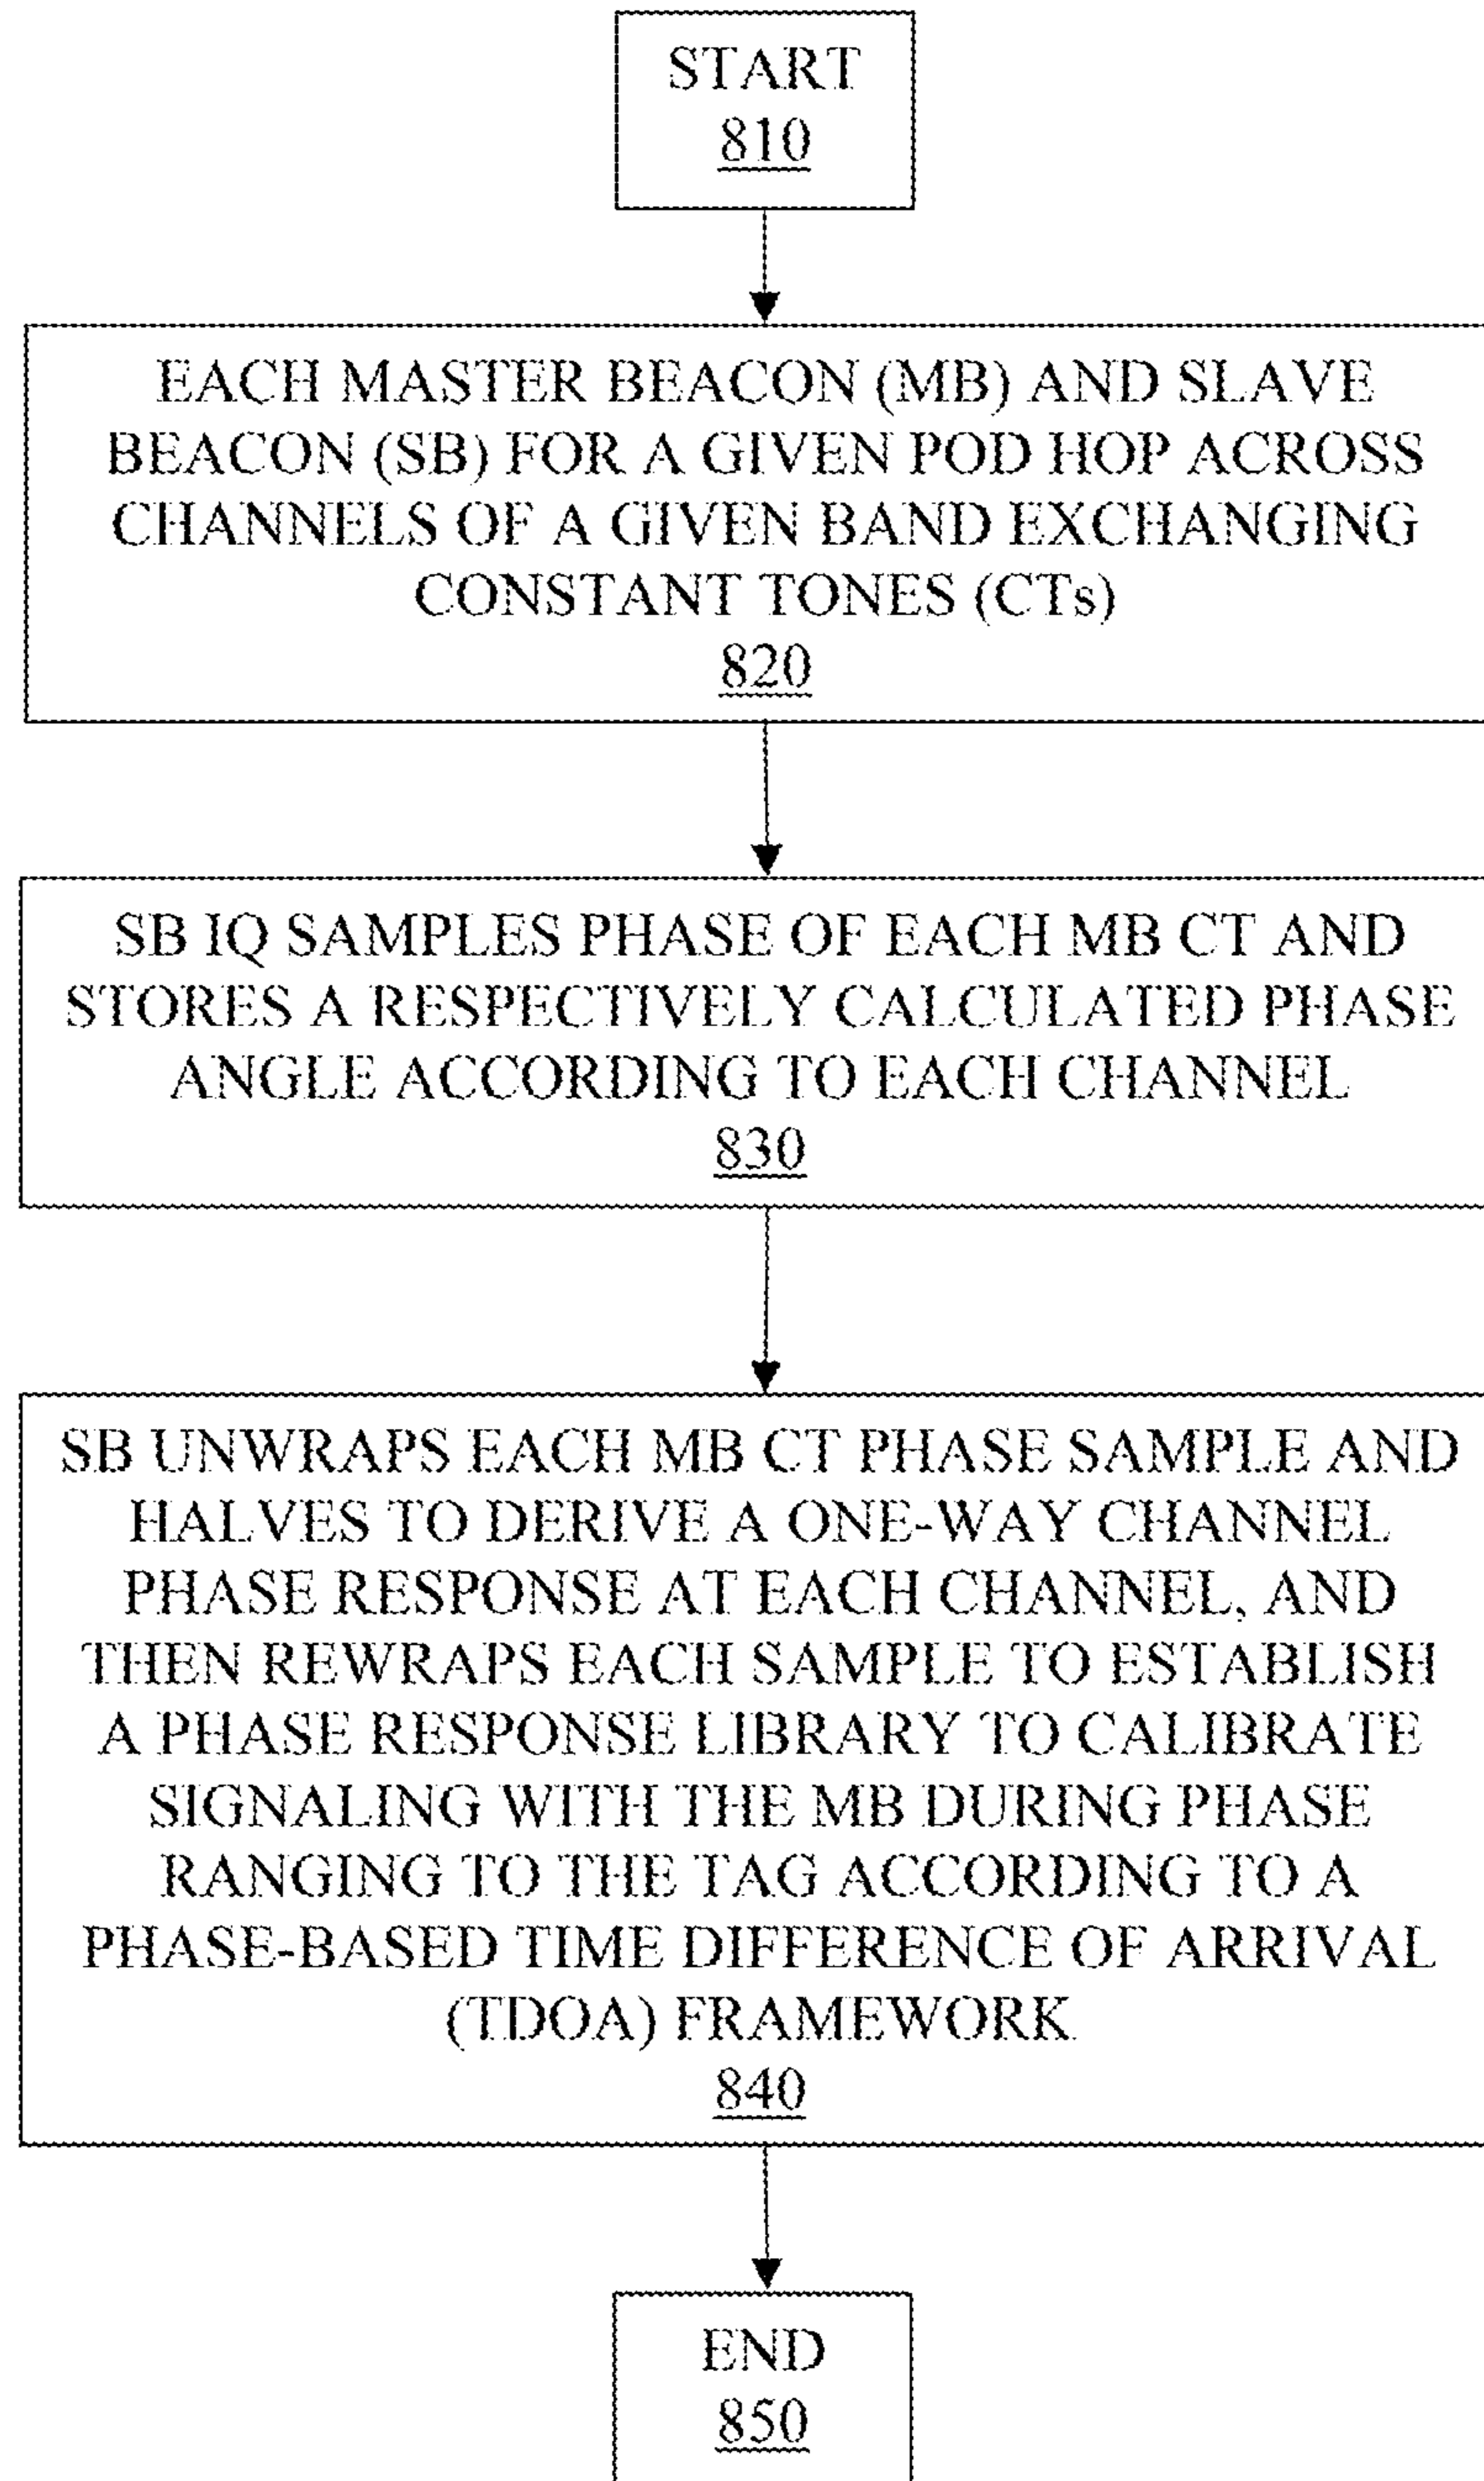 START
810
EACH MASTER BEACON (MB) AND SLAVE
BEACON (SB) FOR A GIVEN POD HOP ACROSS
CHANNELS OF A GIVEN BAND EXCHANGING
CONSTANT TONES (CTs)
820
SB IQ SAMPLES PHASE OF EACH MB CT AND
STORES A RESPECTIVELY CALCULATED PHASE
ANGLE ACCORDING TO EACH CHANNEL
830
SB UNWRAPS EACH MB CT PHASE SAMPLE AND
HALVES TO DERIVE A ONE-WAY CHANNEL
PHASE RESPONSE AT EACH CHANNEL, AND
THEN REWRAPS EACH SAMPLE TO ESTABLISH
A PHASE RESPONSE LIBRARY TO CALIBRATE
SIGNALING WITH THE MB DURING PHASE
RANGING TO THE TAG ACCORDING TO A
PHASE-BASED TIME DIFFERENCE OF ARRIVAL
(TDOA) FRAMEWORK
840
END
850